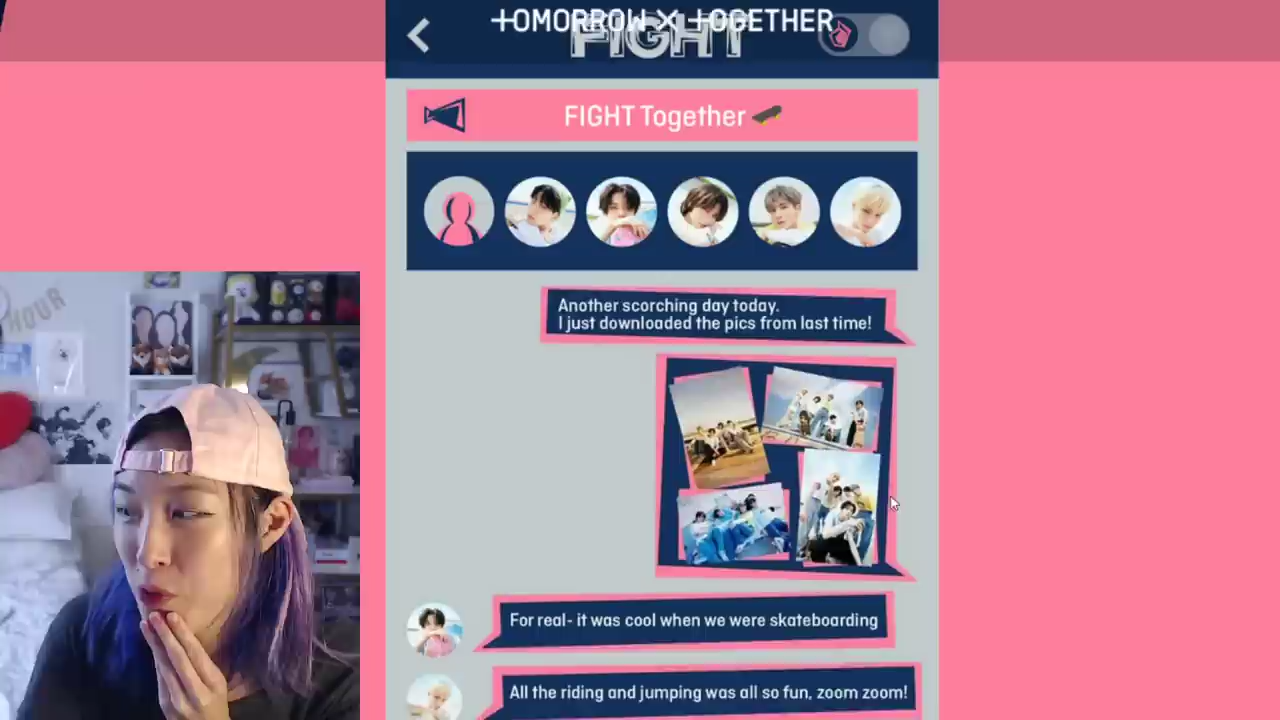 TOMORROW X TOGETHER
FIGHT
FIGHT Together
HOUR
Another scorching day today.
I just downloaded the pics from last time!
For real- it was cool when we were skateboarding
All the riding and jumping was all so fun, zoom zoom!